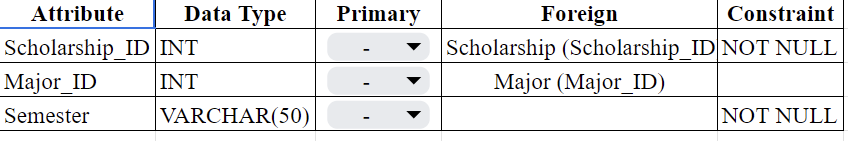 Attribute Data Type Primary Foreign Constraint
Scholarship_ID INT - Scholarship (Scholarship_ID NOT NULL
Major_ID INT - Major (Major_ID)
Semester VARCHAR(50) - NOT NULL